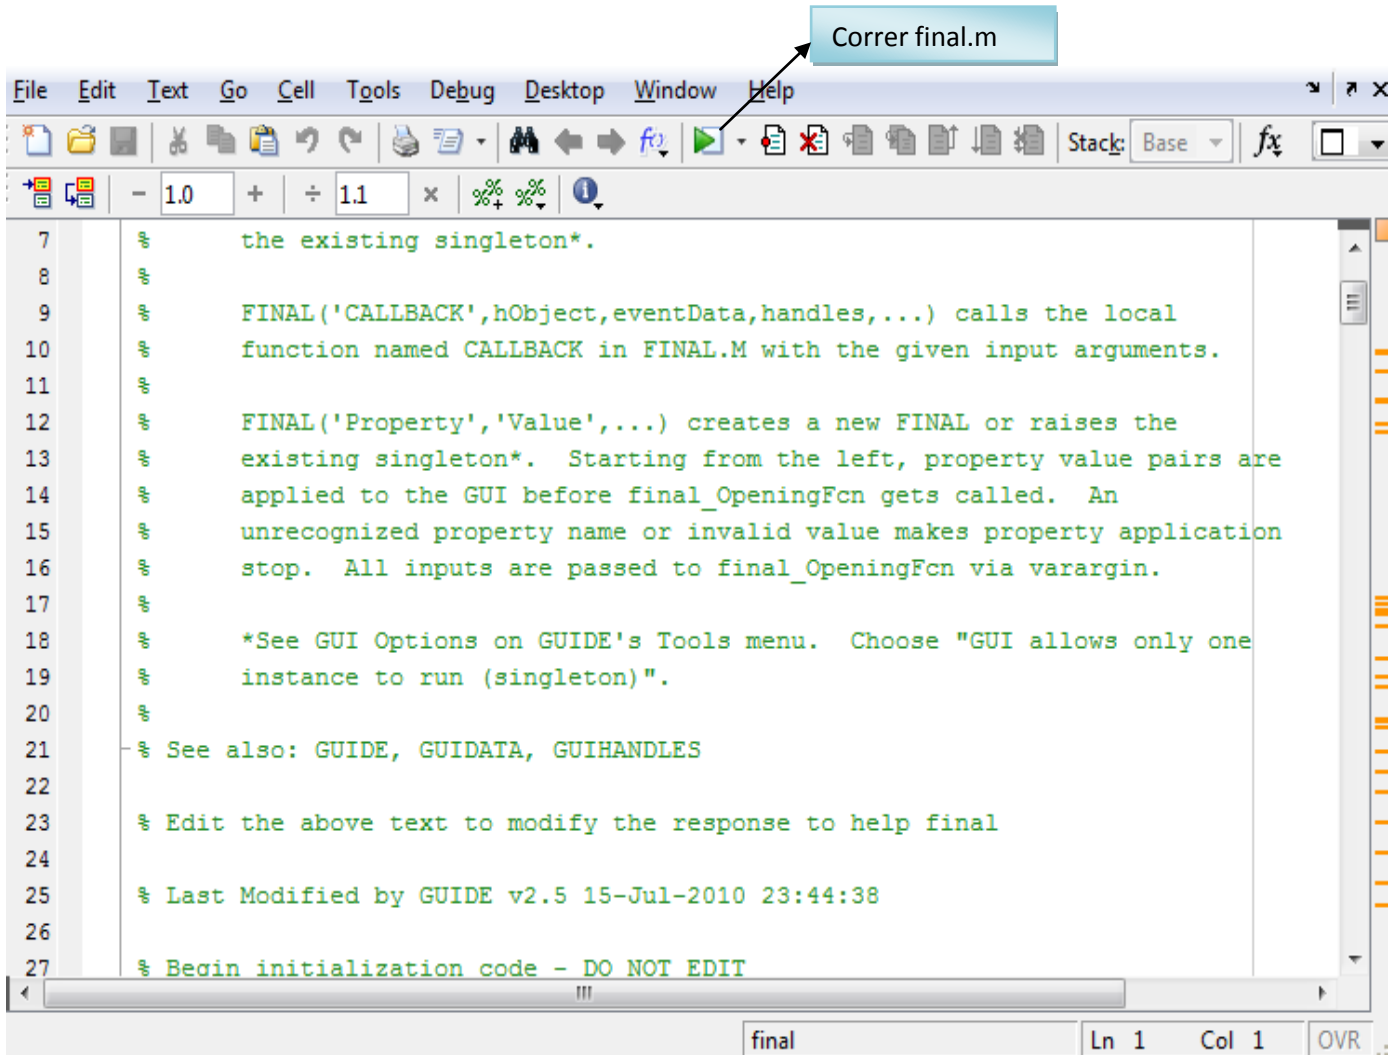 Correr final.m
File Edit Text Go Cell Tools Debug Desktop Window Help
Stack: Base fx
- 1.0 + ÷ 1.1 ×
7 % the existing singleton*.
8 %
9 % FINAL('CALLBACK',hObject,eventData,handles,...) calls the local
10 % function named CALLBACK in FINAL.M with the given input arguments.
11 %
12 % FINAL('Property','Value',...) creates a new FINAL or raises the
13 % existing singleton*.  Starting from the left, property value pairs are
14 % applied to the GUI before final_OpeningFcn gets called.  An
15 % unrecognized property name or invalid value makes property application
16 % stop.  All inputs are passed to final_OpeningFcn via varargin.
17 %
18 % *See GUI Options on GUIDE's Tools menu.  Choose "GUI allows only one
19 % instance to run (singleton)".
20 %
21 % See also: GUIDE, GUIDATA, GUIHANDLES
22
23 % Edit the above text to modify the response to help final
24
25 % Last Modified by GUIDE v2.5 15-Jul-2010 23:44:38
26
27 % Begin initialization code - DO NOT EDIT
final Ln 1 Col 1 OVR